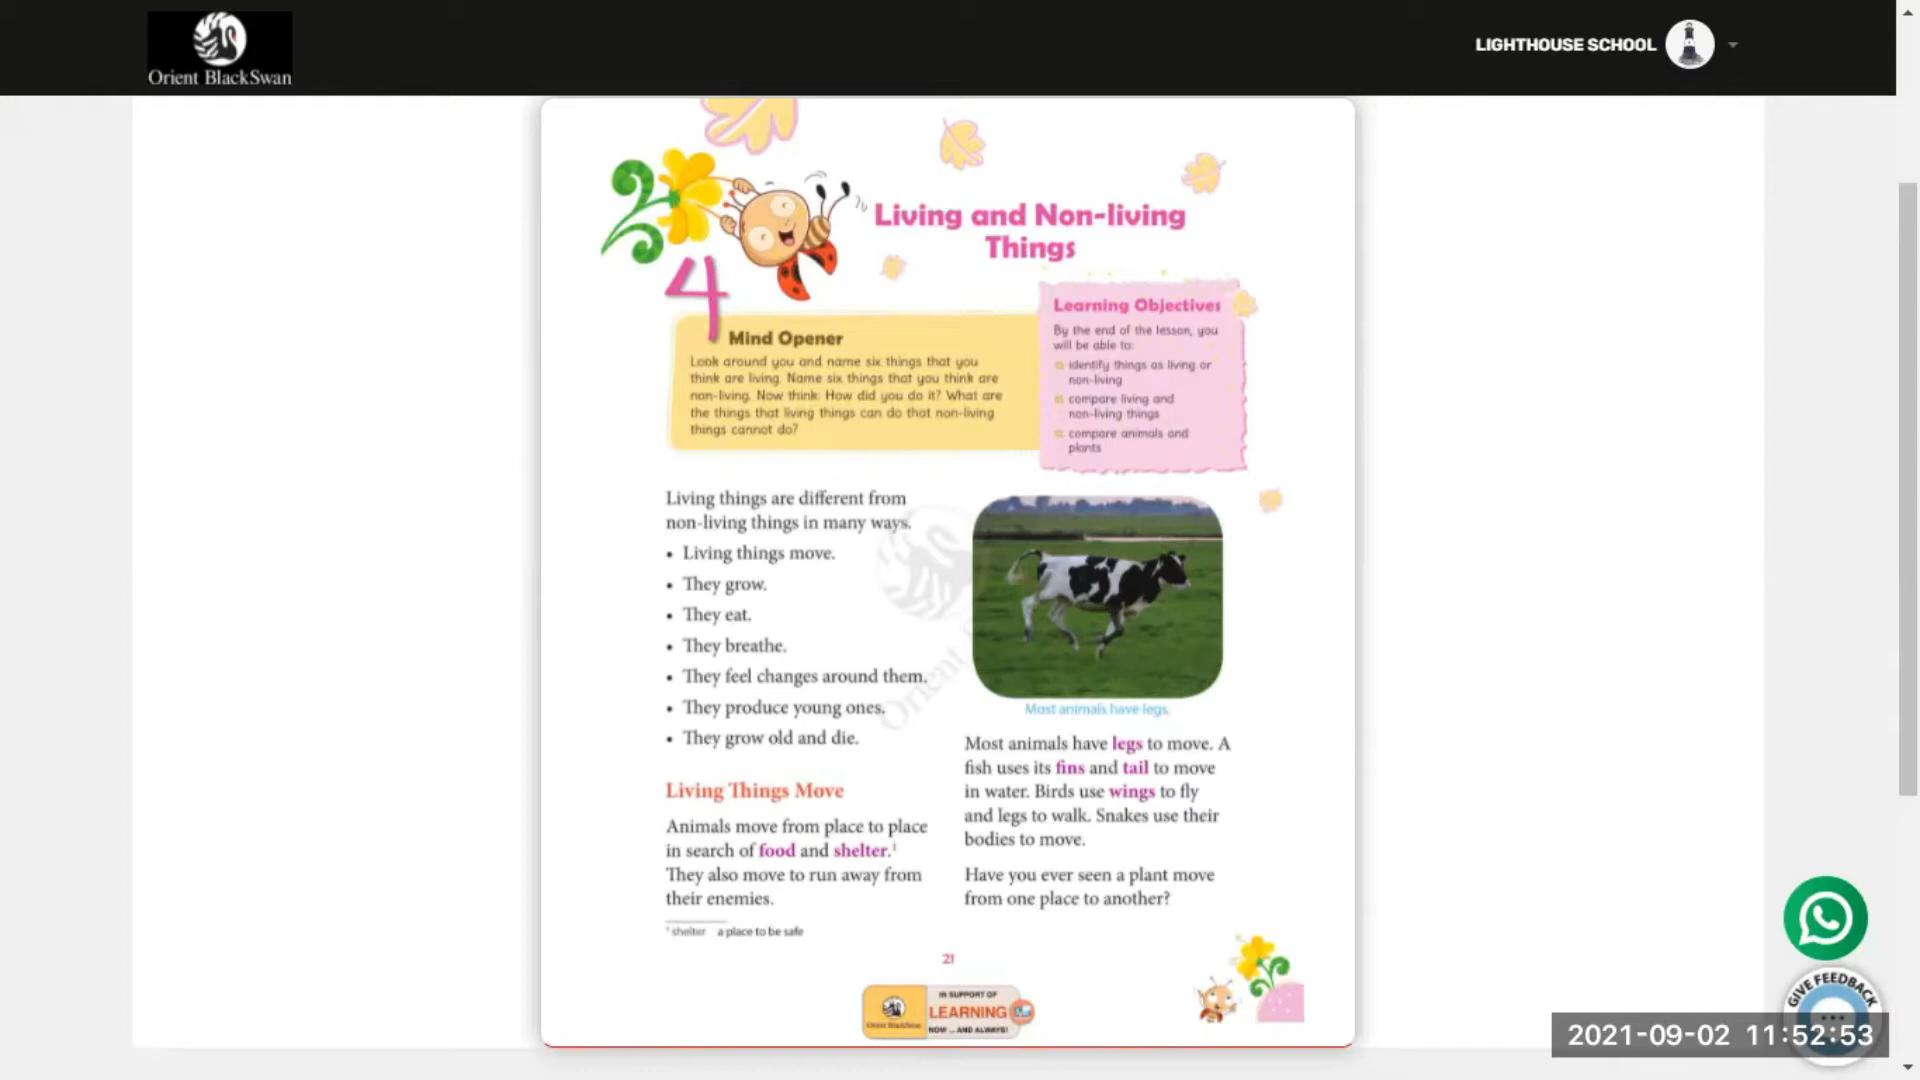 Orient BlackSwan
LIGHTHOUSE SCHOOL
4
Living and Non-living
Things
Mind Opener
Look around you and name six things that you
think are living. Name six things that you think are
non-living. Now think: How did you do it? What are
the things that living things can do that non-living
things cannot do?
Learning Objectives
By the end of the lesson, you
will be able to:
identify things as living or
non-living
compare living and
non-living things
compare animals and
plants
Living things are different from
non-living things in many ways.
• Living things move.
• They grow.
• They eat.
• They breathe.
• They feel changes around them.
• They produce young ones.
• They grow old and die.
Living Things Move
Animals move from place to place
in search of food and shelter.¹
They also move to run away from
their enemies.
¹ shelter a place to be safe
Orient
Most animals have legs.
Most animals have legs to move. A
fish uses its fins and tail to move
in water. Birds use wings to fly
and legs to walk. Snakes use their
bodies to move.
Have you ever seen a plant move
from one place to another?
21
Orient BlackSwan
IN SUPPORT OF
LEARNING
NOW ... AND ALWAYS!
GIVE FEEDBACK
2021-09-02 11:52:53